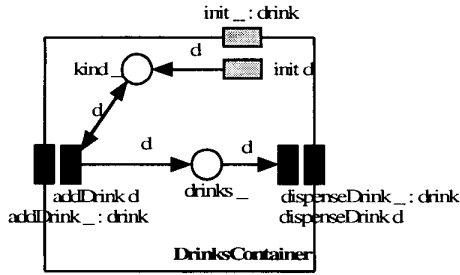 init _ : drink
d
kind _
init d
d
d
d
addDrink d
drinks _
dispenseDrink _ : drink
addDrink _ : drink
dispenseDrink d
DrinksContainer